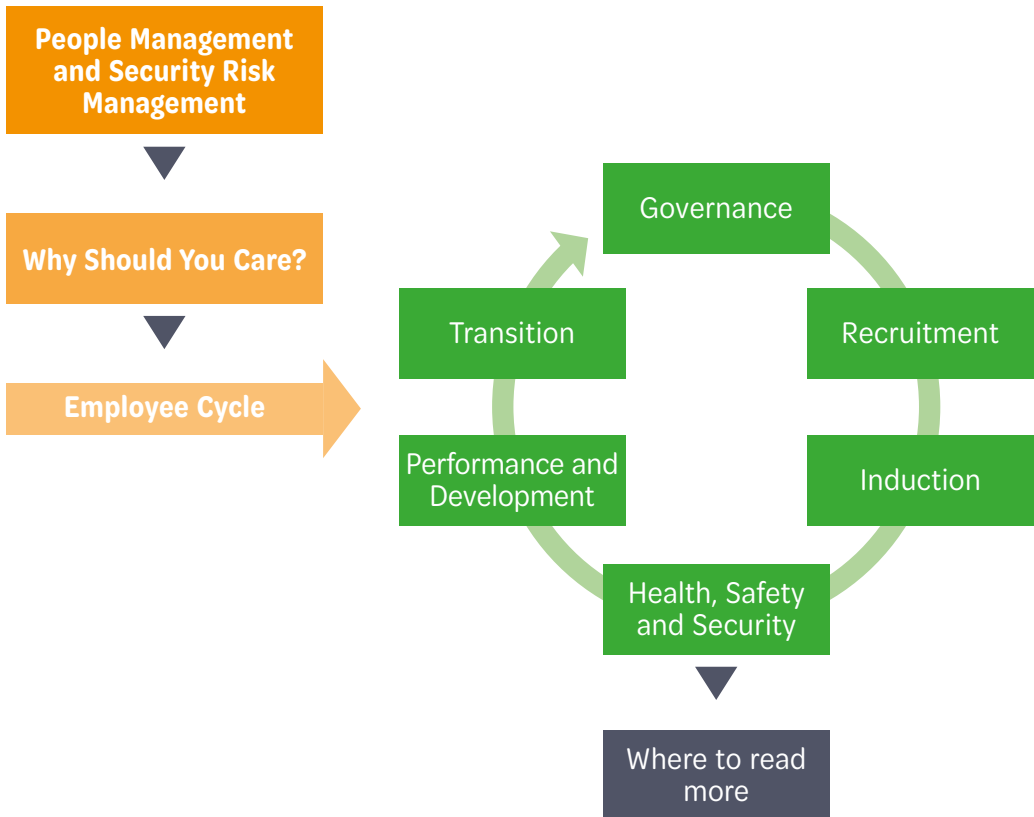 People Management
and Security Risk
Management
Why Should You Care?
Employee Cycle
Governance
Recruitment
Induction
Health, Safety
and Security
Performance and
Development
Transition
Where to read
more